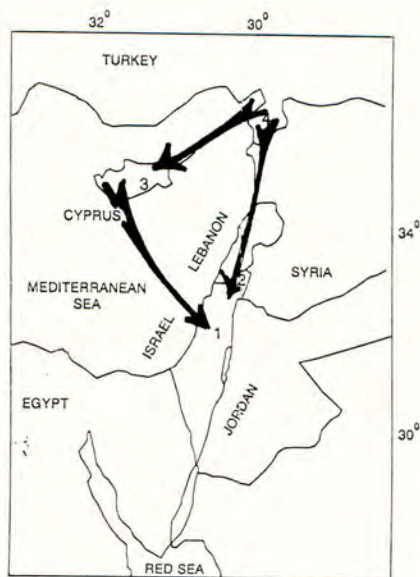 32° 30°
TURKEY
4
3
CYPRUS
LEBANON
34°
2
SYRIA
MEDITERRANEAN
SEA
ISRAEL
1
EGYPT
JORDAN
30°
RED SEA